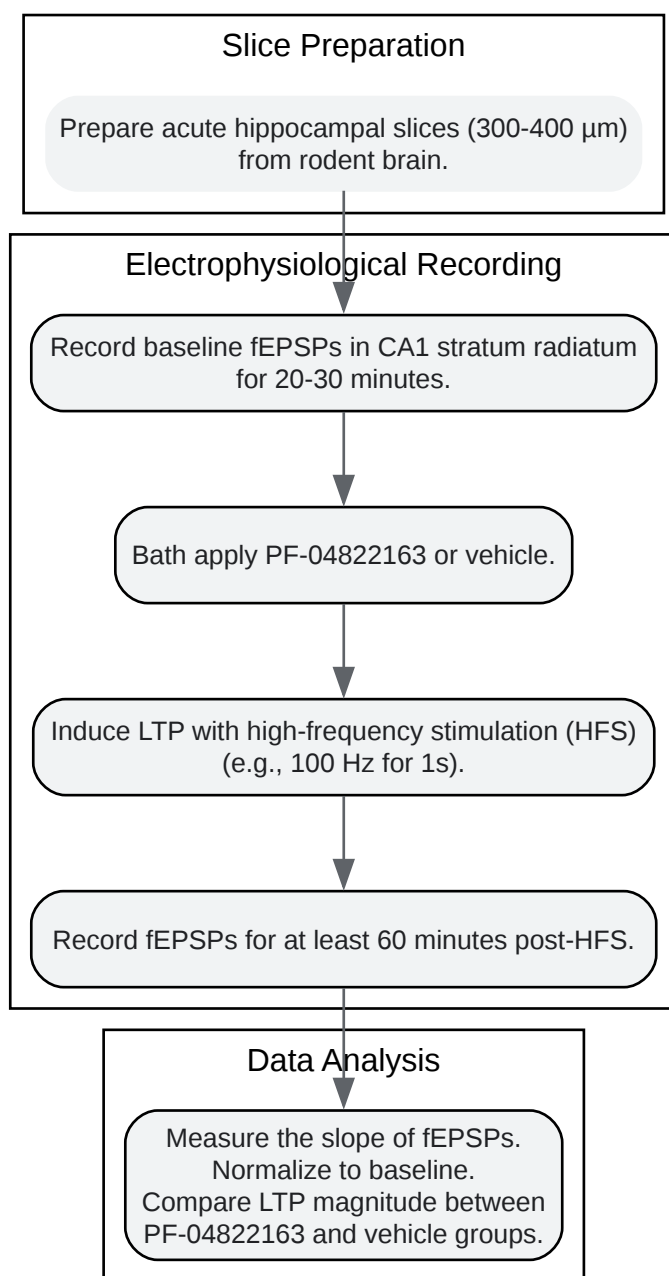 Slice Preparation
Prepare acute hippocampal slices (300-400 µm)
from rodent brain.
Electrophysiological Recording
Record baseline fEPSPs in CA1 stratum radiatum
for 20-30 minutes.
Bath apply PF-04822163 or vehicle.
Induce LTP with high-frequency stimulation (HFS)
(e.g., 100 Hz for 1s).
Record fEPSPs for at least 60 minutes post-HFS.
Data Analysis
Measure the slope of fEPSPs.
Normalize to baseline.
Compare LTP magnitude between
PF-04822163 and vehicle groups.